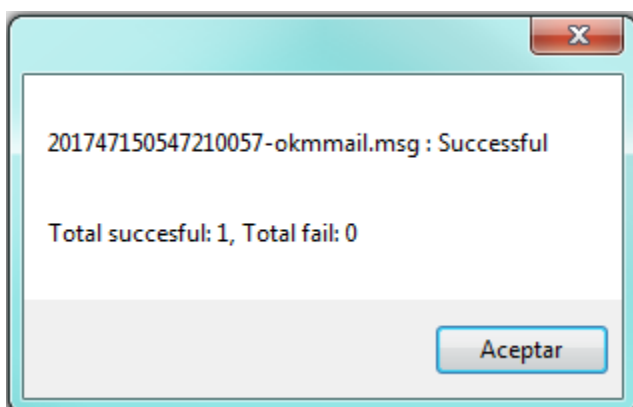 201747150547210057-okmmail.msg : Successful
Total succesful: 1, Total fail: 0
Aceptar